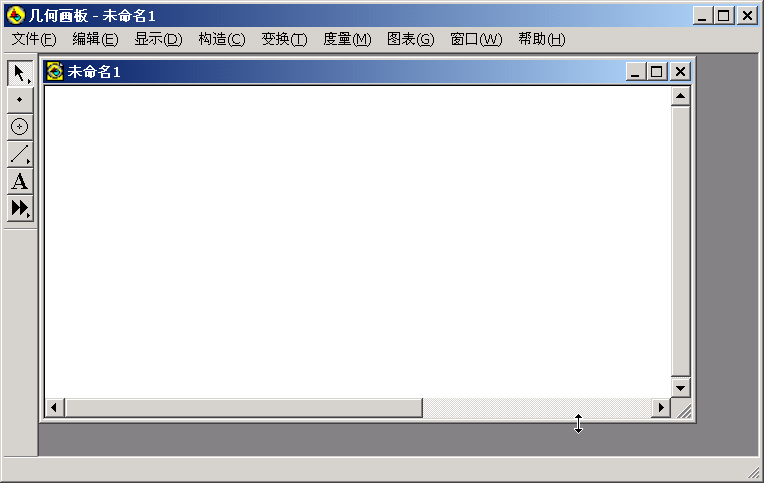 几何画板 - 未命名1
文件(F) 编辑(E) 显示(D) 构造(C) 变换(T) 度量(M) 图表(G) 窗口(W) 帮助(H)
未命名1
A